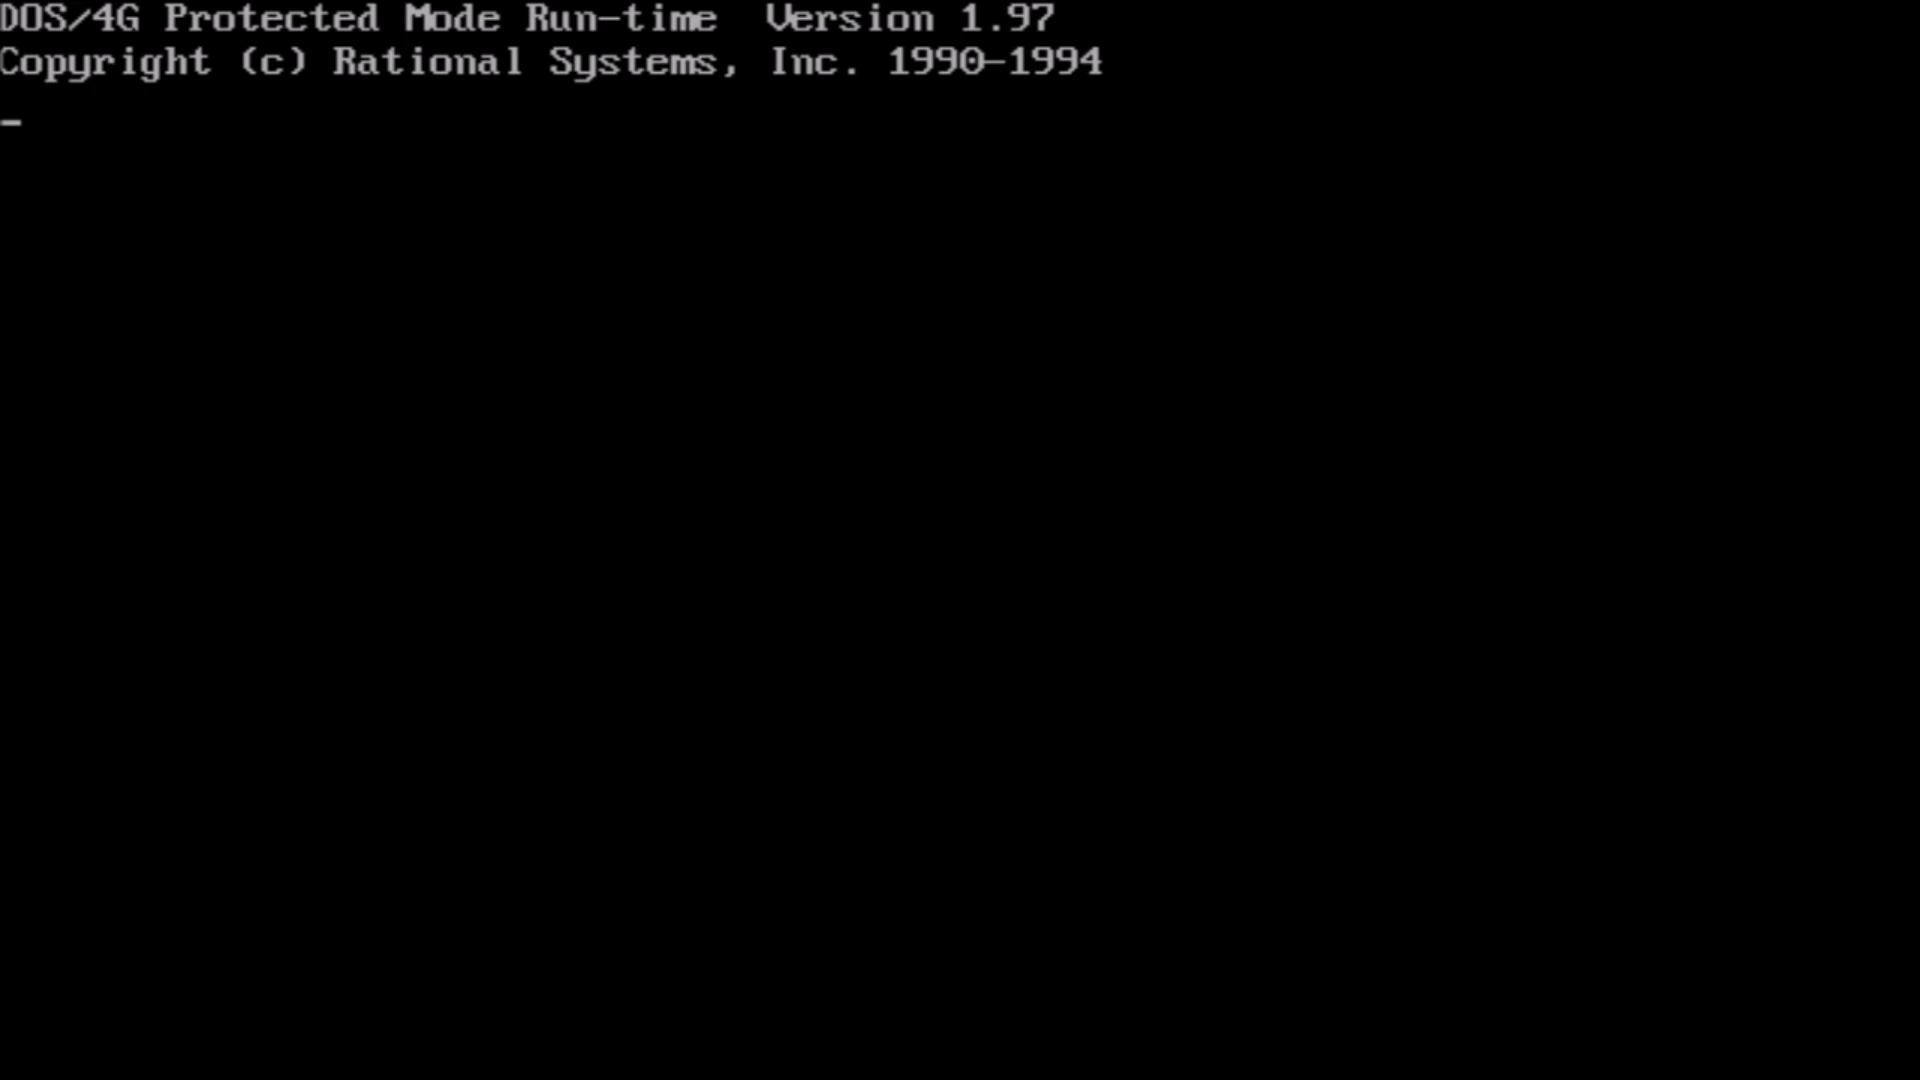 DOS/4G Protected Mode Run-time  Version 1.97
Copyright (c) Rational Systems, Inc. 1990-1994